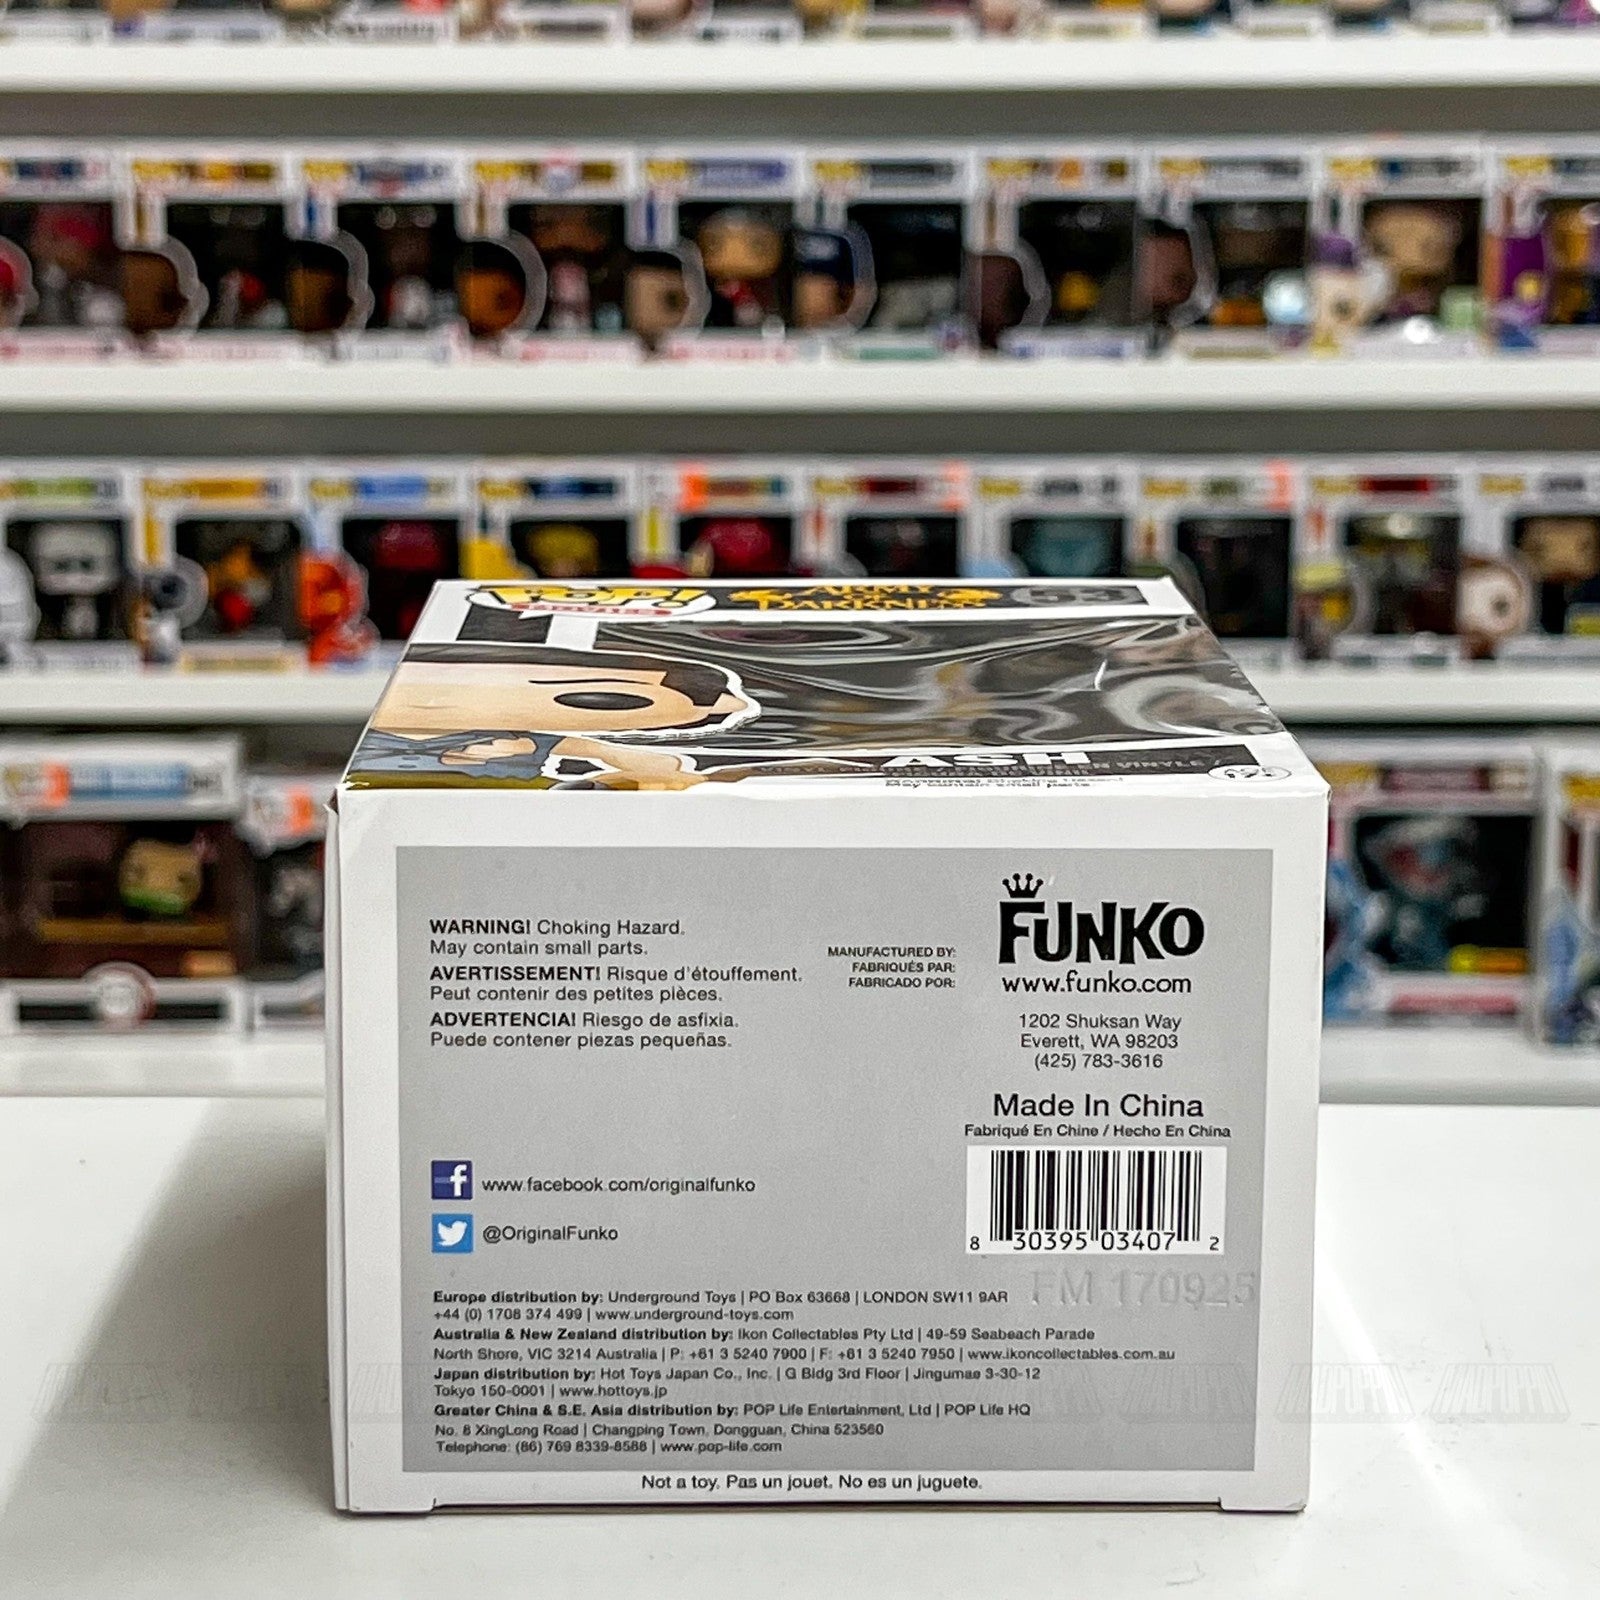 POP!
ARMY
OF DARKNESS
53
ASH
May contain small parts.
WARNING! Choking Hazard.
May contain small parts.
AVERTISSEMENT! Risque d'étouffement.
Peut contenir des petites pièces.
ADVERTENCIA! Riesgo de asfixia.
Puede contener piezas pequeñas.
MANUFACTURED BY:
FABRIQUÉS PAR:
FABRICADO POR:
FUNKO
www.funko.com
1202 Shuksan Way
Everett, WA 98203
(425) 783-3616
Made In China
Fabriqué En Chine / Hecho En China
8 30395 03407 2
f www.facebook.com/originalfunko
@OriginalFunko
FM 170925
Europe distribution by: Underground Toys | PO Box 63668 | LONDON SW11 9AR
+44 (0) 1708 374 499 | www.underground-toys.com
Australia & New Zealand distribution by: Ikon Collectables Pty Ltd | 49-59 Seabeach Parade
North Shore, VIC 3214 Australia | P: +61 3 5240 7900 | F: +61 3 5240 7950 | www.ikoncollectables.com.au
Japan distribution by: Hot Toys Japan Co., Inc. | G Bldg 3rd Floor | Jingumae 3-30-12
Tokyo 150-0001 | www.hottoys.jp
Greater China & S.E. Asia distribution by: POP Life Entertainment, Ltd | POP Life HQ
No. 8 XingLong Road | Changping Town, Dongguan, China 523560
Telephone: (86) 769 8339-8588 | www.pop-life.com
Not a toy. Pas un jouet. No es un juguete.